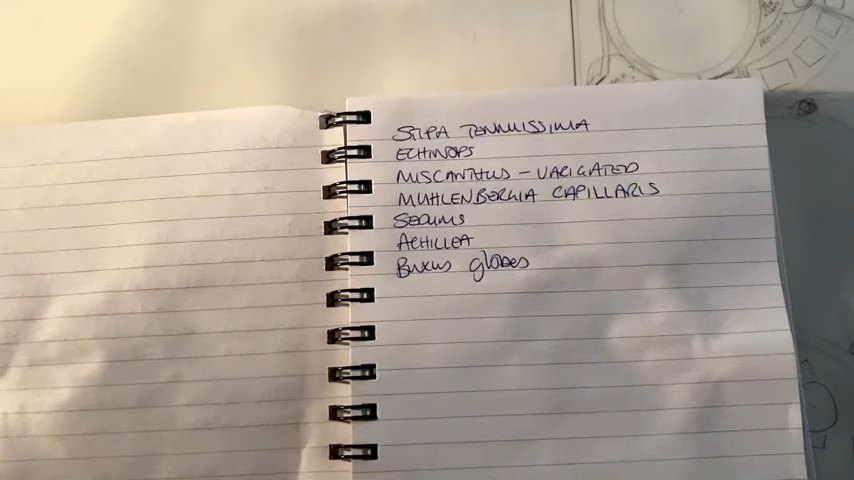 STIPA TENNUISSIMA
ECHINOPS
MISCANTHUS - VARIGATED
MUHLENBERGIA CAPILLARIS
SEDUMS
ACHILLEA
Buxus globes